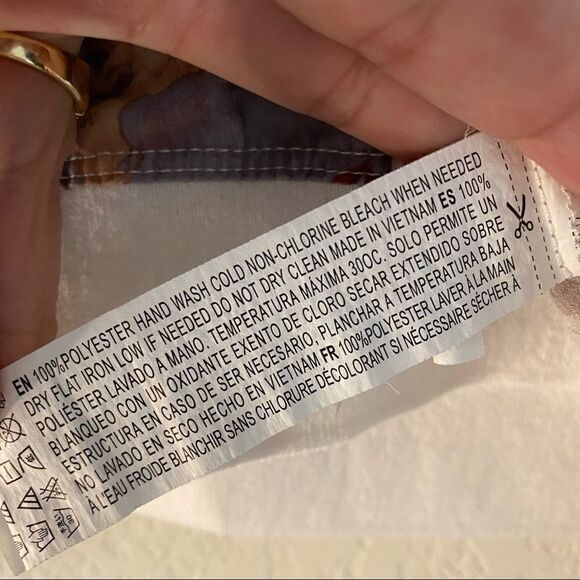 EN 100%POLYESTER HAND WASH COLD NON-CHLORINE BLEACH WHEN NEEDED
DRY FLAT IRON LOW IF NEEDED DO NOT DRY CLEAN MADE IN VIETNAM ES 100%
POLIÉSTER LAVADO A MANO. TEMPERATURA MÁXIMA 30OC. SOLO PERMITE UN
BLANQUEO CON UN OXIDANTE EXENTO DE CLORO SECAR EXTENDIDO SOBRE
ESTRUCTURA EN CASO DE SER NECESARIO, PLANCHAR A TEMPERATURA BAJA
NO LAVADO EN SECO HECHO EN VIETNAM FR 100%POLYESTER LAVER À LA MAIN
À L'EAU FROIDE BLANCHIR SANS CHLORURE DÉCOLORANT SI NÉCESSAIRE SÉCHER À